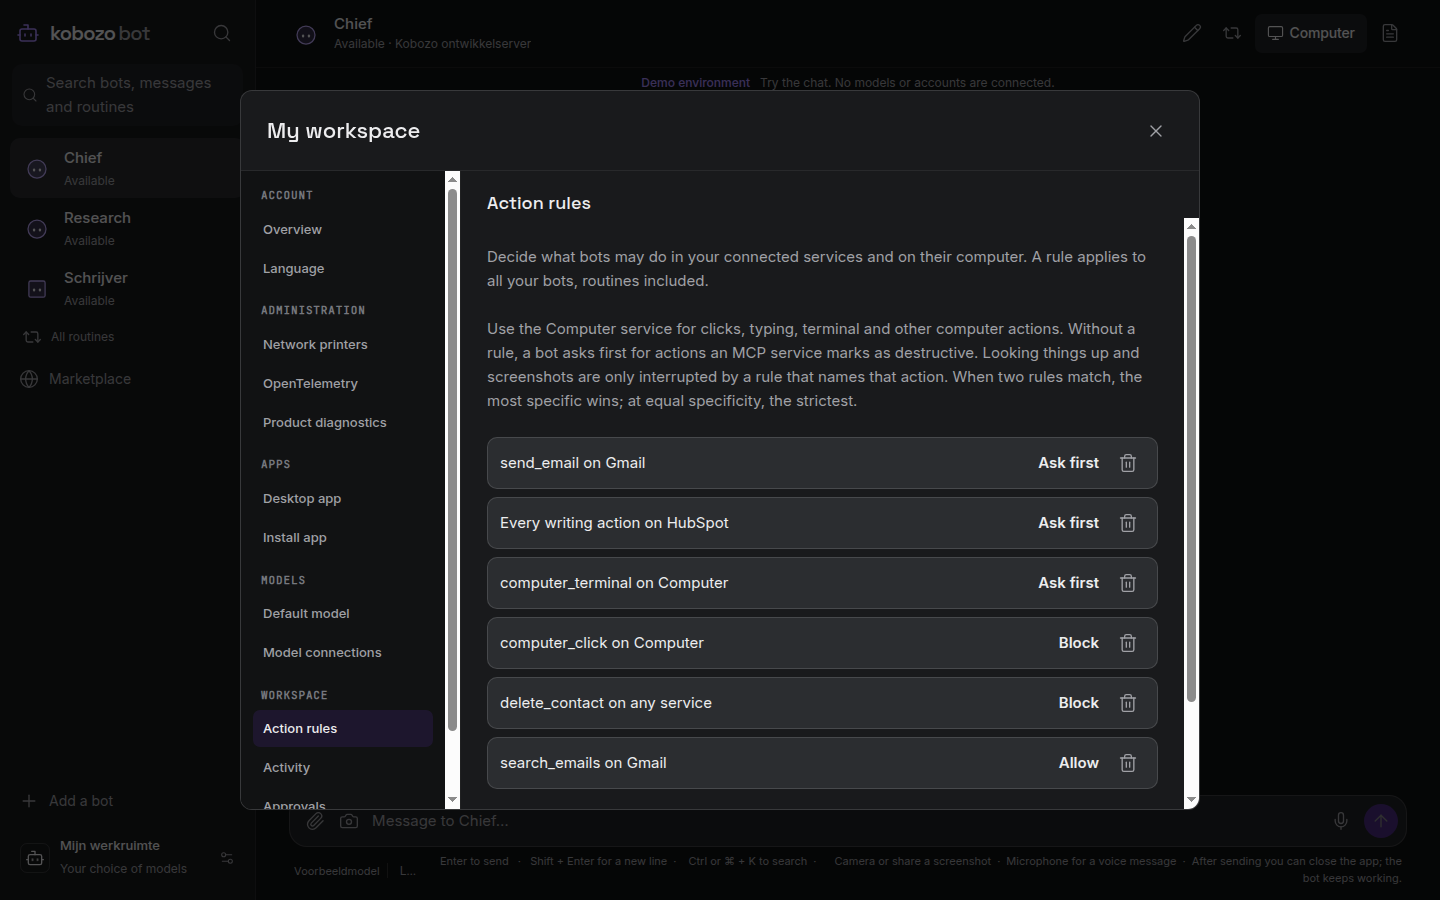 kobozo bot
Search bots, messages
and routines
Chief
Available
Research
Available
Schrijver
Available
All routines
Marketplace
Add a bot
Mijn werkruimte
Your choice of models
Chief
Available · Kobozo ontwikkelserver
Computer
Demo environment Try the chat. No models or accounts are connected.
My workspace
ACCOUNT
Overview
Language
ADMINISTRATION
Network printers
OpenTelemetry
Product diagnostics
APPS
Desktop app
Install app
MODELS
Default model
Model connections
WORKSPACE
Action rules
Activity
Approvals
Action rules
Decide what bots may do in your connected services and on their computer. A rule applies to
all your bots, routines included.
Use the Computer service for clicks, typing, terminal and other computer actions. Without a
rule, a bot asks first for actions an MCP service marks as destructive. Looking things up and
screenshots are only interrupted by a rule that names that action. When two rules match, the
most specific wins; at equal specificity, the strictest.
send_email on Gmail Ask first
Every writing action on HubSpot Ask first
computer_terminal on Computer Ask first
computer_click on Computer Block
delete_contact on any service Block
search_emails on Gmail Allow
Message to Chief...
Voorbeeldmodel L...
Enter to send · Shift + Enter for a new line · Ctrl or ⌘ + K to search · Camera or share a screenshot · Microphone for a voice message · After sending you can close the app; the
bot keeps working.